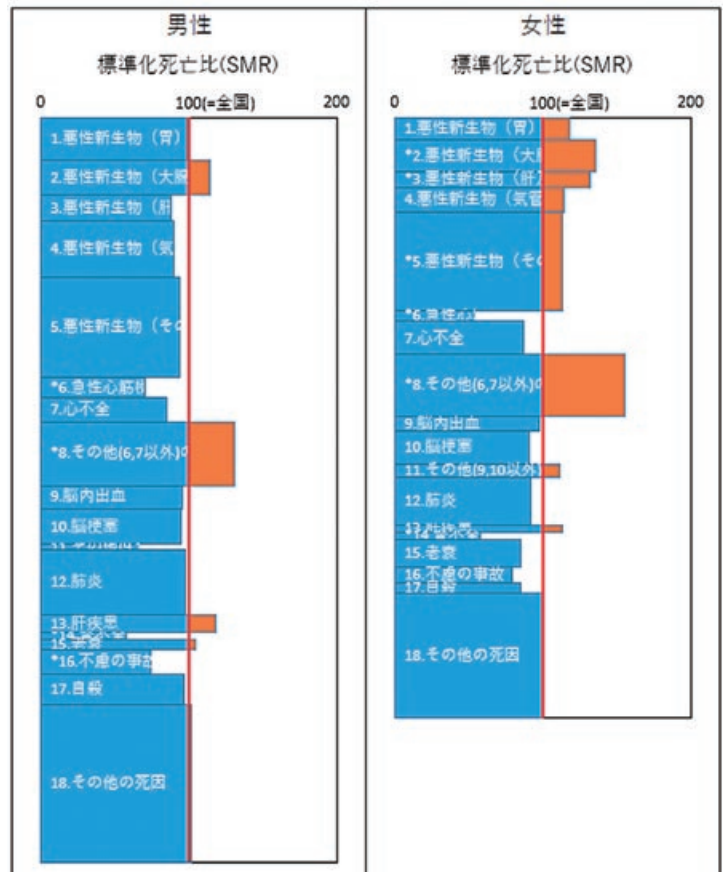 男性
標準化死亡比(SMR)
0 100(=全国) 200
1.悪性新生物（胃）
2.悪性新生物（大腸
3.悪性新生物（肝
4.悪性新生物（気
5.悪性新生物（その
*6.急性心筋梗
7.心不全
*8.その他(6,7以外)の
9.脳内出血
10.脳梗塞
12.肺炎
13.肝疾患
15.老衰
*16.不慮の事故
17.自殺
18.その他の死因
女性
標準化死亡比(SMR)
0 100(=全国) 200
1.悪性新生物（胃）
*2.悪性新生物（大腸
*3.悪性新生物（肝）
4.悪性新生物（気管
*5.悪性新生物（その
*6.急性心
7.心不全
*8.その他(6,7以外)の
9.脳内出血
10.脳梗塞
11.その他(9,10以外)
12.肺炎
13.肝疾患
15.老衰
16.不慮の事故
17.自殺
18.その他の死因